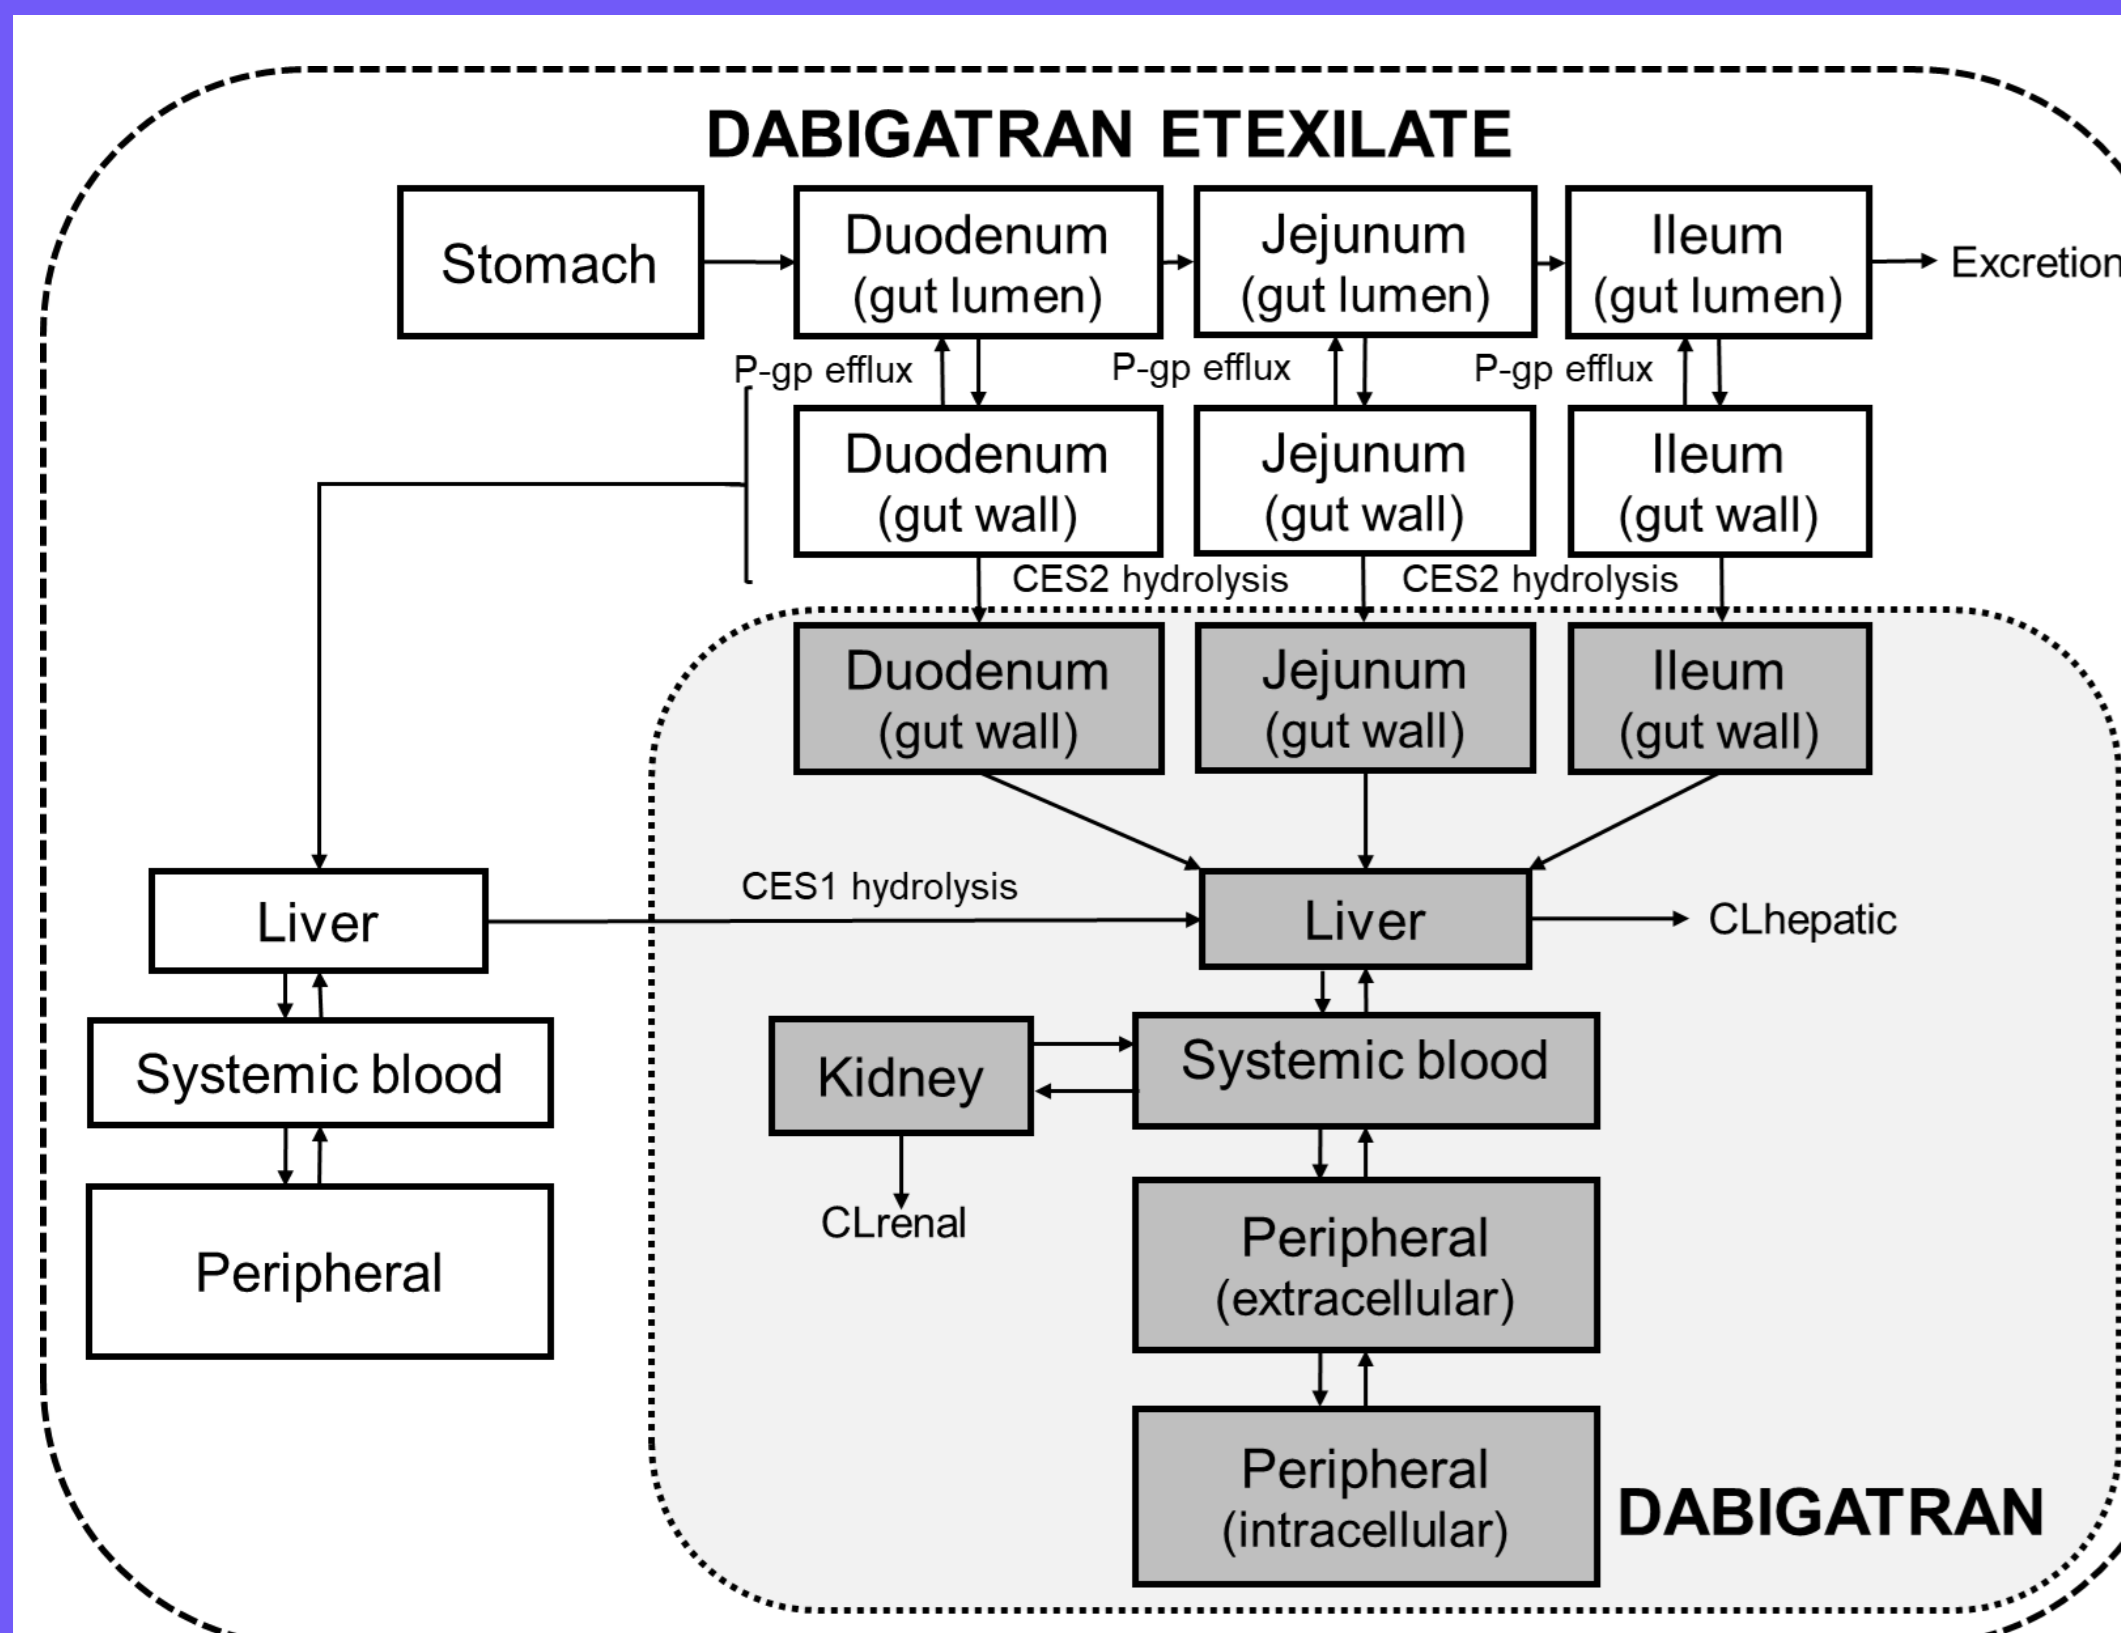 DABIGATRAN ETEXILATE
Stomach
Duodenum
(gut lumen)
Jejunum
(gut lumen)
Ileum
(gut lumen)
Excretion
P-gp efflux
P-gp efflux
P-gp efflux
Duodenum
(gut wall)
Jejunum
(gut wall)
Ileum
(gut wall)
CES2 hydrolysis
CES2 hydrolysis
Duodenum
(gut wall)
Jejunum
(gut wall)
Ileum
(gut wall)
Liver
CES1 hydrolysis
Liver
CLhepatic
Systemic blood
Kidney
Systemic blood
CLrenal
Peripheral
Peripheral
(extracellular)
Peripheral
(intracellular)
DABIGATRAN